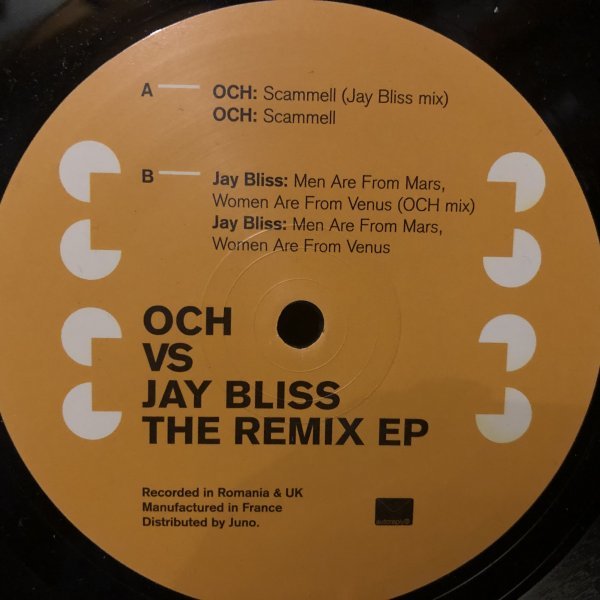 A — OCH: Scammell (Jay Bliss mix)
OCH: Scammell
B — Jay Bliss: Men Are From Mars,
Women Are From Venus (OCH mix)
Jay Bliss: Men Are From Mars,
Women Are From Venus
OCH
VS
JAY BLISS
THE REMIX EP
Recorded in Romania & UK
Manufactured in France
Distributed by Juno.
autoreply